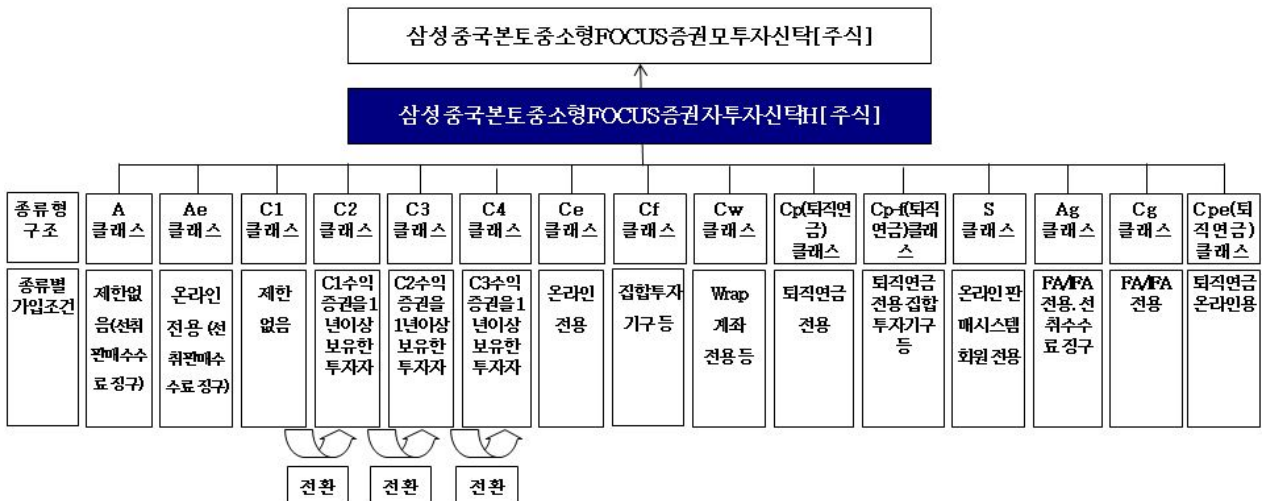 삼성중국본토중소형FOCUS증권모투자신탁[주식]
삼성중국본토중소형FOCUS증권자투자신탁H[주식]
종류형
구조
A
클래스
Ae
클래스
C1
클래스
C2
클래스
C3
클래스
C4
클래스
Ce
클래스
Cf
클래스
Cw
클래스
Cp(퇴직연
금)
클래스
Cp-f(퇴직
연금)클래
스
S
클래스
Ag
클래스
Cg
클래스
Cpe(퇴
직연금)
클래스
종류별
가입조건
제한없
음(선취
판매수수
료 징구)
온라인
전용 (선
취판매수
수료 징구)
제한
없음
C1수익
증권을1
년이상
보유한
투자자
C2수익
증권을
1년이상
보유한
투자자
C3수익
증권을1
년이상
보유한
투자자
온라인
전용
집합투자
기구 등
Wrap
계좌
전용 등
퇴직연금
전용
퇴직연금
전용 집합
투자기구
등
온라인 판
매시스템
회원 전용
FA/IFA
전용. 선
취수수
료 징구
FA/IFA
전용
퇴직연금
온라인용
전환
전환
전환